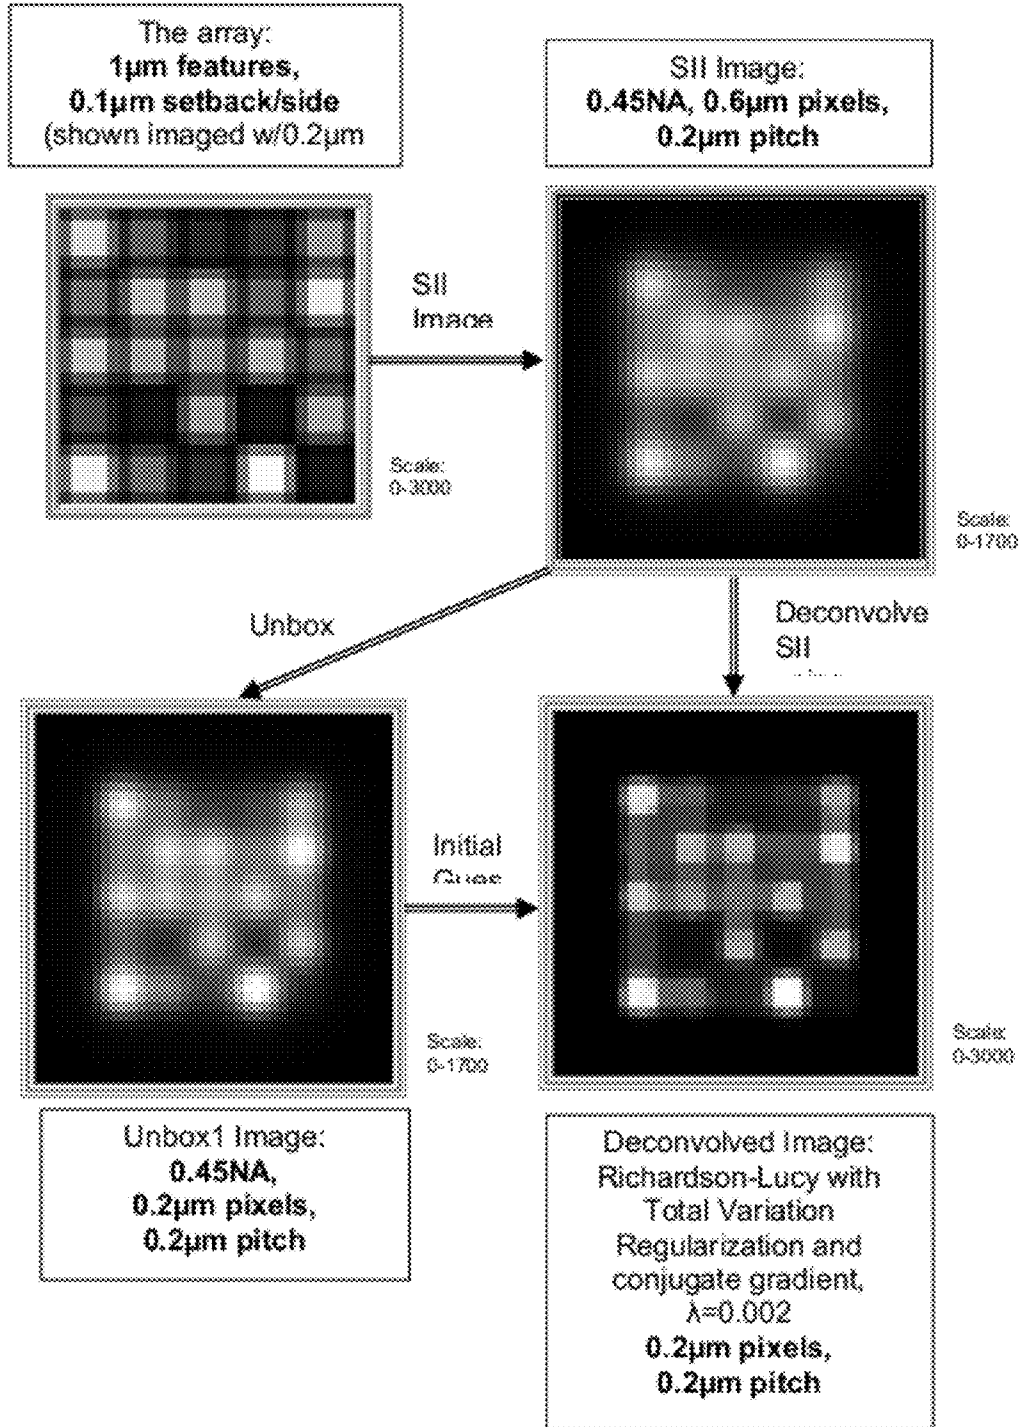 The array:
1µm features,
0.1µm setback/side
(shown imaged w/0.2µm
SII Image:
0.45NA, 0.6µm pixels,
0.2µm pitch
SII
Image
Scale:
0-3000
Scale:
0-1700
Unbox
Deconvolve
SII
Initial
Scale:
0-1700
Scale:
0-3000
Unbox1 Image:
0.45NA,
0.2µm pixels,
0.2µm pitch
Deconvolved Image:
Richardson-Lucy with
Total Variation
Regularization and
conjugate gradient,
λ=0.002
0.2µm pixels,
0.2µm pitch